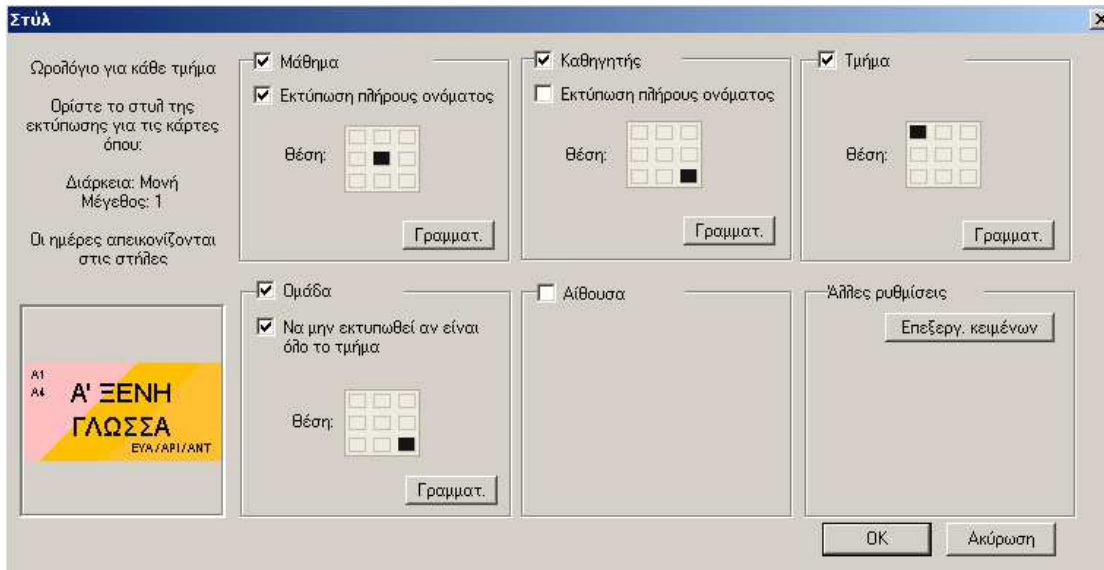 Στύλ
Ωρολόγιο για κάθε τμήμα
Ορίστε το στυλ της
εκτύπωσης για τις κάρτες
όπου:
Διάρκεια: Μονή
Μέγεθος: 1
Οι ημέρες απεικονίζονται
στις στήλες
Μάθημα
Εκτύπωση πλήρους ονόματος
Θέση:
Γραμματ.
Καθηγητής
Εκτύπωση πλήρους ονόματος
Θέση:
Γραμματ.
Τμήμα
Θέση:
Γραμματ.
Α1
Α4
Α' ΞΕΝΗ
ΓΛΩΣΣΑ
ΕΥΑ/ΑΡΙ/ΑΝΤ
Ομάδα
Να μην εκτυπωθεί αν είναι
όλο το τμήμα
Θέση:
Γραμματ.
Αίθουσα
Άλλες ρυθμίσεις
Επεξεργ. κειμένων
OK
Ακύρωση